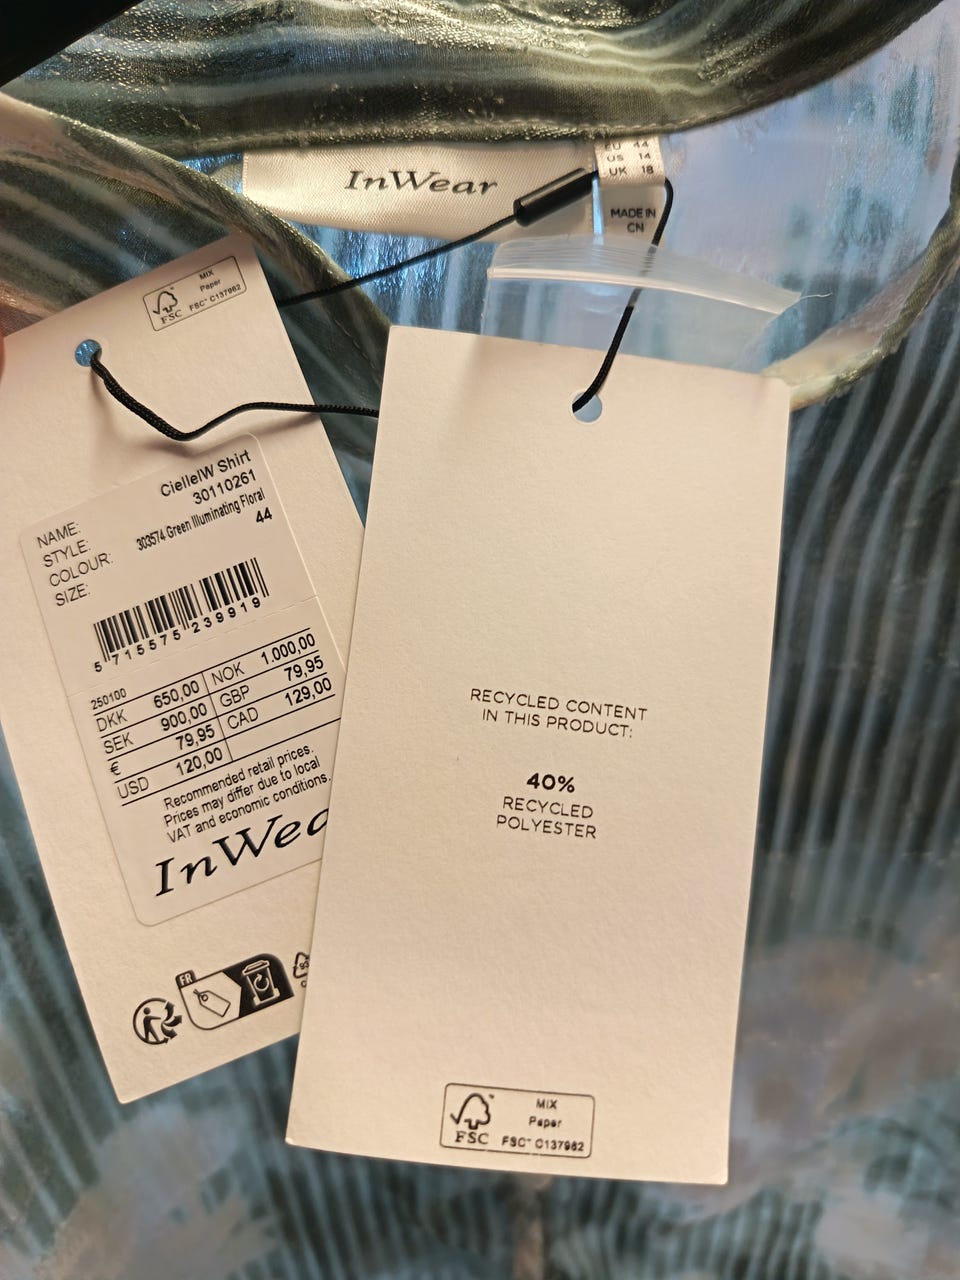 InWear
EU 44
US 14
UK 18
MADE IN
CN
MIX
Paper
FSC FSC™ C137982
NAME: CielleIW Shirt
STYLE: 30110261
COLOUR: 303574 Green Illuminating Floral
SIZE: 44
5 715575 239919
250100
DKK 650,00 NOK 1.000,00
SEK 900,00 GBP 79,95
€ 79,95 CAD 129,00
USD 120,00
Recommended retail prices.
Prices may differ due to local
VAT and economic conditions.
InWea
FR
RECYCLED CONTENT
IN THIS PRODUCT:
40%
RECYCLED
POLYESTER
MIX
Paper
FSC FSC™ C137982